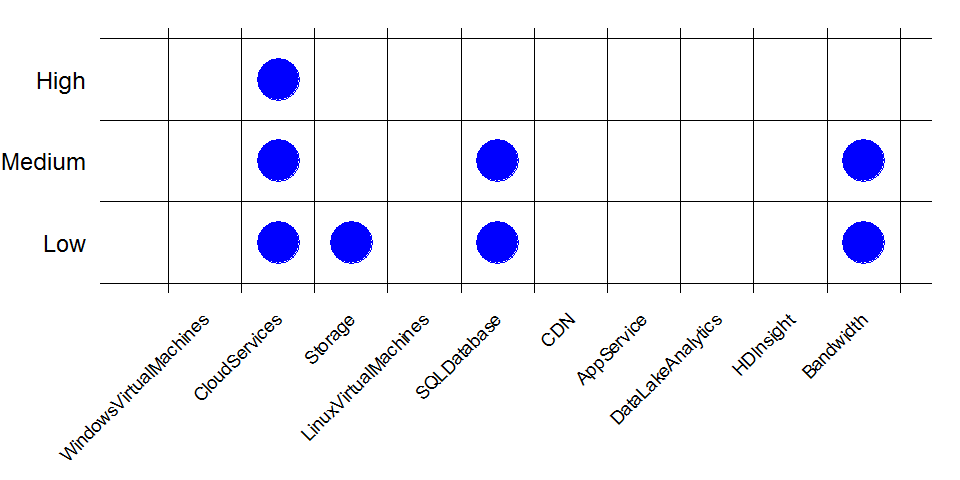 High
Medium
Low
WindowsVirtualMachines
CloudServices
Storage
LinuxVirtualMachines
SQLDatabase
CDN
AppService
DataLakeAnalytics
HDInsight
Bandwidth